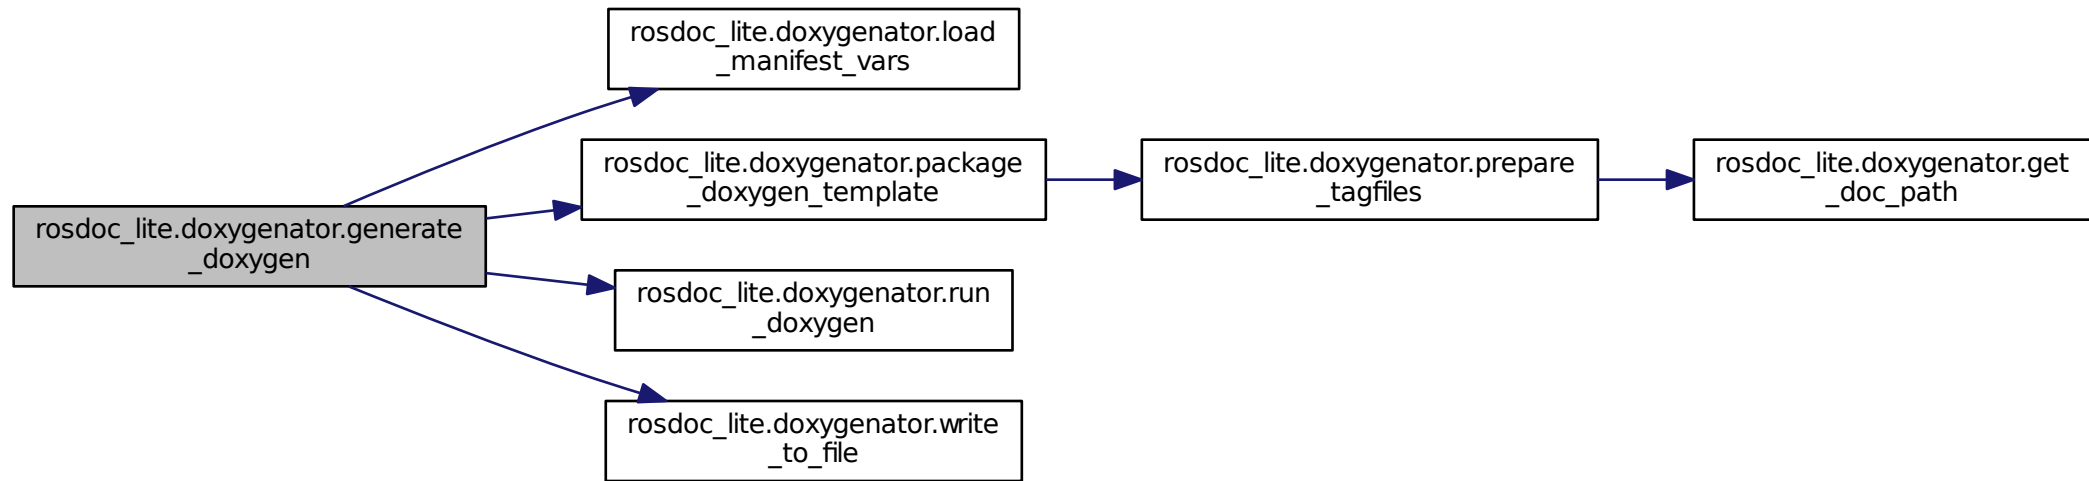 rosdoc_lite.doxygenator.load
_manifest_vars
rosdoc_lite.doxygenator.package
_doxygen_template
rosdoc_lite.doxygenator.prepare
_tagfiles
rosdoc_lite.doxygenator.get
_doc_path
rosdoc_lite.doxygenator.generate
_doxygen
rosdoc_lite.doxygenator.run
_doxygen
rosdoc_lite.doxygenator.write
_to_file